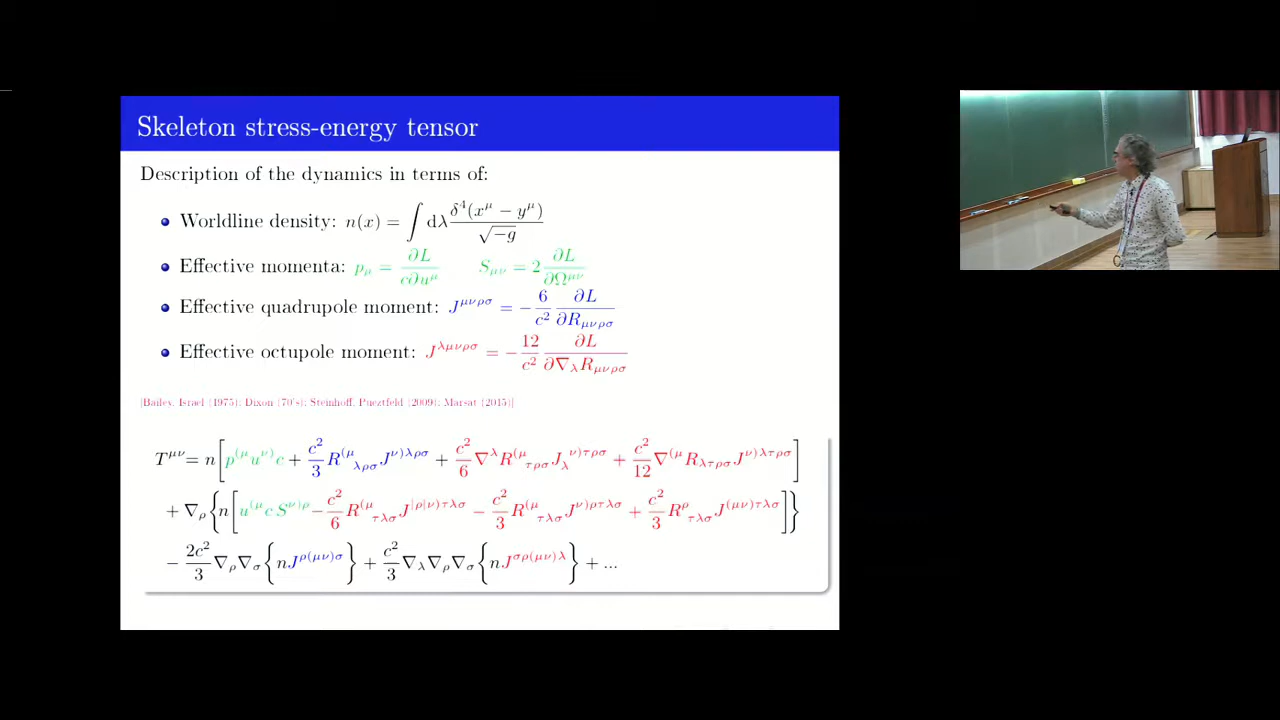 Skeleton stress-energy tensor
Description of the dynamics in terms of:
Worldline density: n(x) = ∫ dλ δ⁴(x^μ − y^μ) / √−g
Effective momenta: p_μ = ∂L / c∂u^μ    S_μν = 2 ∂L / ∂Ω^μν
Effective quadrupole moment: J^μνρσ = − 6/c² ∂L / ∂R_μνρσ
Effective octupole moment: J^λμνρσ = − 12/c² ∂L / ∂∇_λ R_μνρσ
[Bailey, Israel (1975); Dixon (70's); Steinhoff, Pueztfeld (2009); Marsat (2015)]
T^μν = n[ p^(μ u^ν) c + c²/3 R^(μ_λρσ J^ν)λρσ + c²/6 ∇^λ R^(μ_τρσ J_λ^ν)τρσ + c²/12 ∇^(μ R_λτρσ J^ν)λτρσ ]
+ ∇_ρ { n[ u^(μ c S^ν)ρ − c²/6 R^(μ_τλσ J^|ρ|ν)τλσ − c²/3 R^(μ_τλσ J^ν)ρτλσ + c²/3 R^ρ_τλσ J^(μν)τλσ ] }
− 2c²/3 ∇_ρ ∇_σ { n J^ρ(μν)σ } + c²/3 ∇_λ ∇_ρ ∇_σ { n J^σρ(μν)λ } + ...